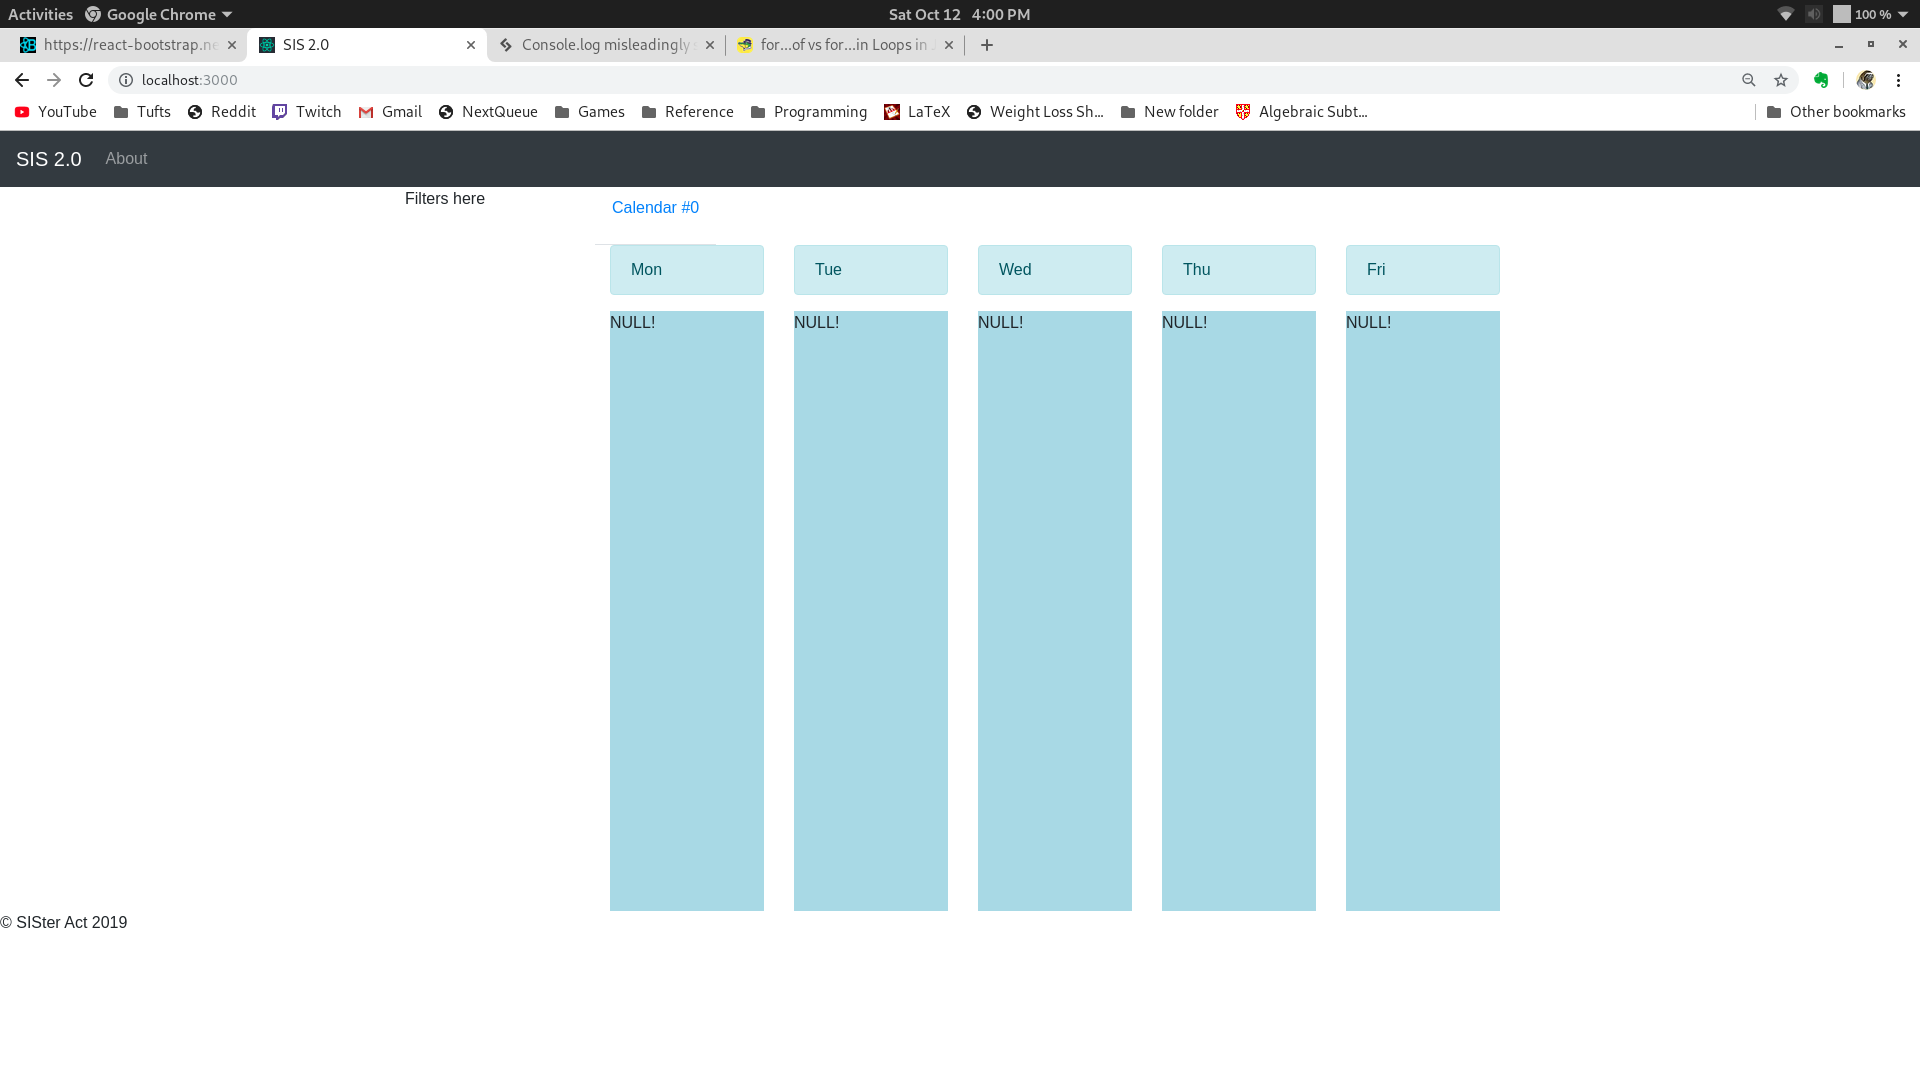 Activities Google Chrome Sat Oct 12 4:00 PM 100 %
https://react-bootstrap.ne SIS 2.0 Console.log misleadingly for...of vs for...in Loops in
localhost:3000
YouTube Tufts Reddit Twitch Gmail NextQueue Games Reference Programming LaTeX Weight Loss Sh... New folder Algebraic Subt... Other bookmarks
SIS 2.0 About
Filters here
Calendar #0
Mon Tue Wed Thu Fri
NULL! NULL! NULL! NULL! NULL!
© SISter Act 2019